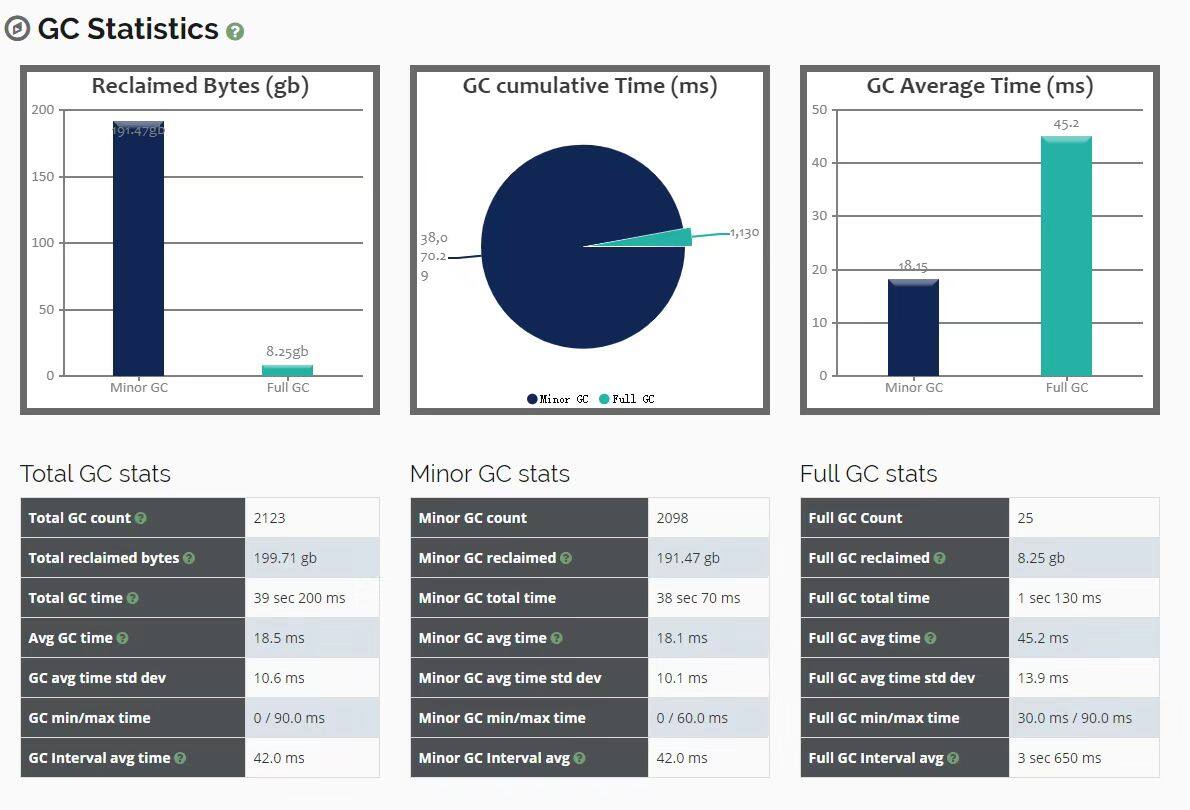 GC Statistics ?
Reclaimed Bytes (gb)
200
150
100
50
0
191.47gb
8.25gb
Minor GC
Full GC
GC cumulative Time (ms)
38,0
70.2
9
1,130
Minor GC
Full GC
GC Average Time (ms)
50
40
30
20
10
0
18.15
45.2
Minor GC
Full GC
Total GC stats
Total GC count ? 2123
Total reclaimed bytes ? 199.71 gb
Total GC time ? 39 sec 200 ms
Avg GC time ? 18.5 ms
GC avg time std dev 10.6 ms
GC min/max time 0 / 90.0 ms
GC Interval avg time ? 42.0 ms
Minor GC stats
Minor GC count 2098
Minor GC reclaimed ? 191.47 gb
Minor GC total time 38 sec 70 ms
Minor GC avg time ? 18.1 ms
Minor GC avg time std dev 10.1 ms
Minor GC min/max time 0 / 60.0 ms
Minor GC Interval avg ? 42.0 ms
Full GC stats
Full GC Count 25
Full GC reclaimed ? 8.25 gb
Full GC total time 1 sec 130 ms
Full GC avg time ? 45.2 ms
Full GC avg time std dev 13.9 ms
Full GC min/max time 30.0 ms / 90.0 ms
Full GC Interval avg ? 3 sec 650 ms